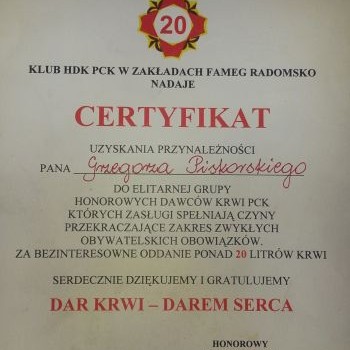 20
KLUB HDK PCK W ZAKŁADACH FAMEG RADOMSKO
NADAJE
CERTYFIKAT
UZYSKANIA PRZYNALEŻNOŚCI
PANA Grzegorza Piskorskiego
DO ELITARNEJ GRUPY
HONOROWYCH DAWCÓW KRWI PCK
KTÓRYCH ZASŁUGI SPEŁNIAJĄ CZYNY
PRZEKRACZAJĄCE ZAKRES ZWYKŁYCH
OBYWATELSKICH OBOWIĄZKÓW.
ZA BEZINTERESOWNE ODDANIE PONAD 20 LITRÓW KRWI
SERDECZNIE DZIĘKUJEMY I GRATULUJEMY
DAR KRWI – DAREM SERCA
HONOROWY